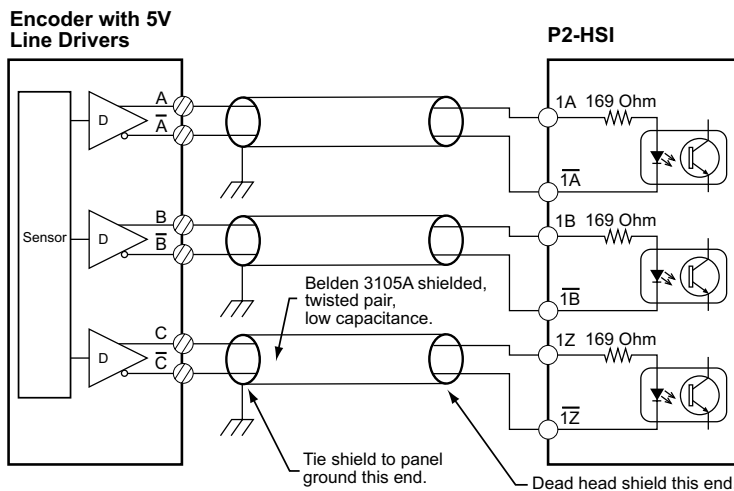 Encoder with 5V
Line Drivers
P2-HSI
Sensor
D
A
A̅
1A 169 Ohm
1A̅
D
B
B̅
1B 169 Ohm
1B̅
Belden 3105A shielded,
twisted pair,
low capacitance.
D
C
C̅
1Z 169 Ohm
1Z̅
Tie shield to panel
ground this end.
Dead head shield this end